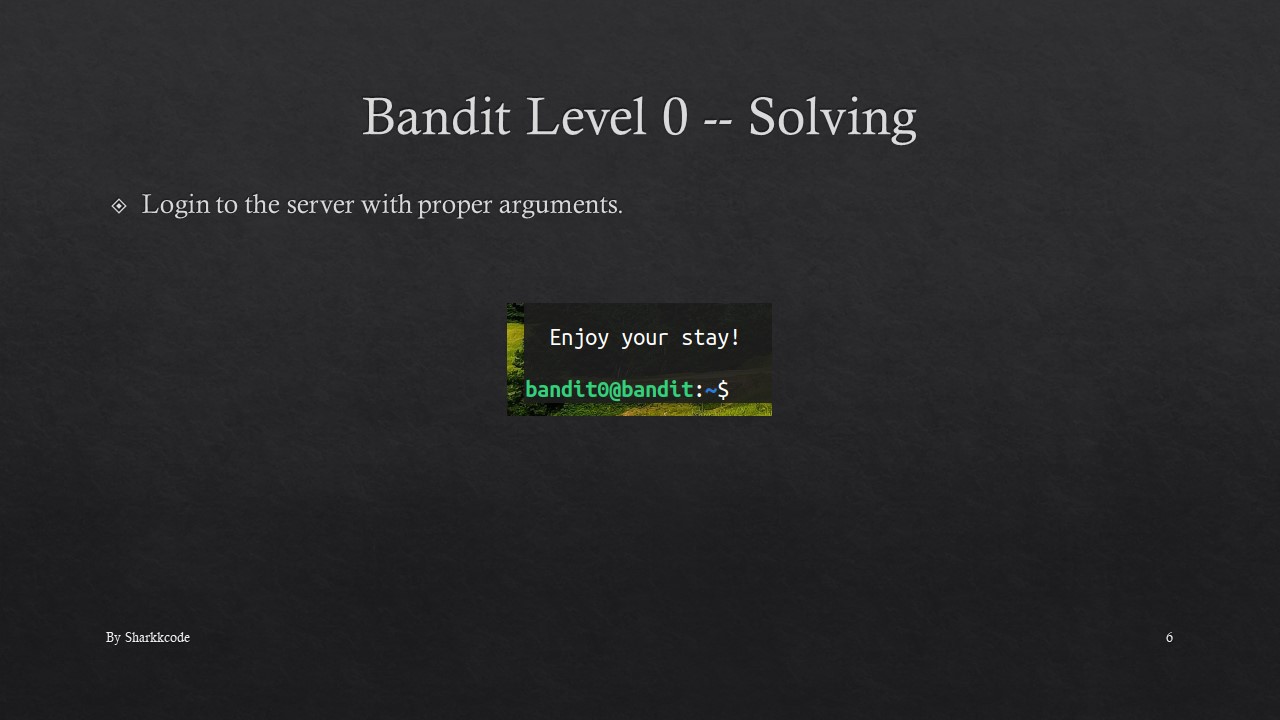 Bandit Level 0 -- Solving
Login to the server with proper arguments.
Enjoy your stay!
bandit0@bandit:~$
By Sharkkcode
6